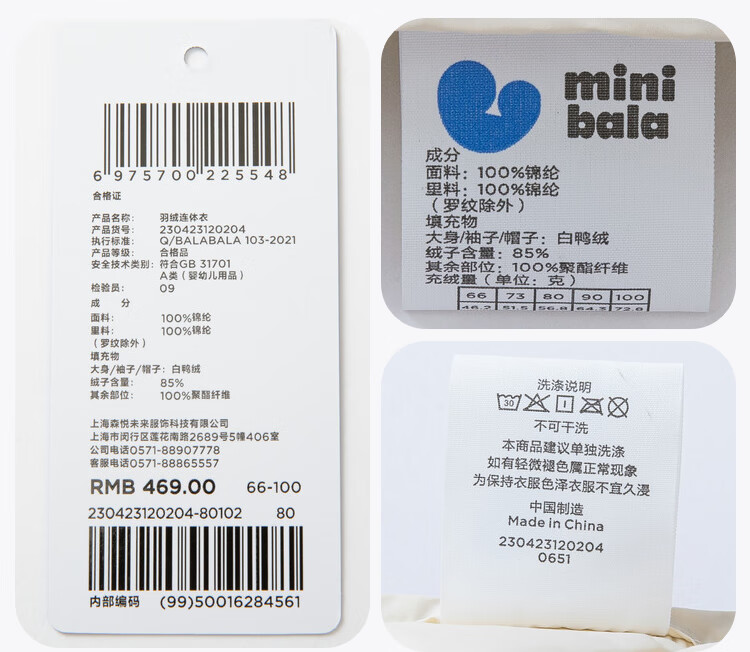 6 975700 225548
合格证
产品名称: 羽绒连体衣
产品货号: 230423120204
执行标准: Q/BALABALA 103-2021
产品等级: 合格品
安全技术类别: 符合GB 31701
A类（婴幼儿用品）
检验员: 09
成 分
面料: 100%锦纶
里料: 100%锦纶
（罗纹除外）
填充物
大身/袖子/帽子: 白鸭绒
绒子含量: 85%
其余部位: 100%聚酯纤维
上海森悦未来服饰科技有限公司
上海市闵行区莲花南路2689号5幢406室
公司电话0571-88907778
客服电话0571-88865557
RMB 469.00 66-100
230423120204-80102 80
内部编码 (99)50016284561
mini
bala
成分
面料: 100%锦纶
里料: 100%锦纶
（罗纹除外）
填充物
大身/袖子/帽子: 白鸭绒
绒子含量: 85%
其余部位: 100%聚酯纤维
充绒量（单位: 克）
66 73 80 90 100
46.2 51.5 56.8 64.3 72.8
洗涤说明
30
不可干洗
本商品建议单独洗涤
如有轻微褪色属正常现象
为保持衣服色泽衣服不宜久浸
中国制造
Made in China
230423120204
0651